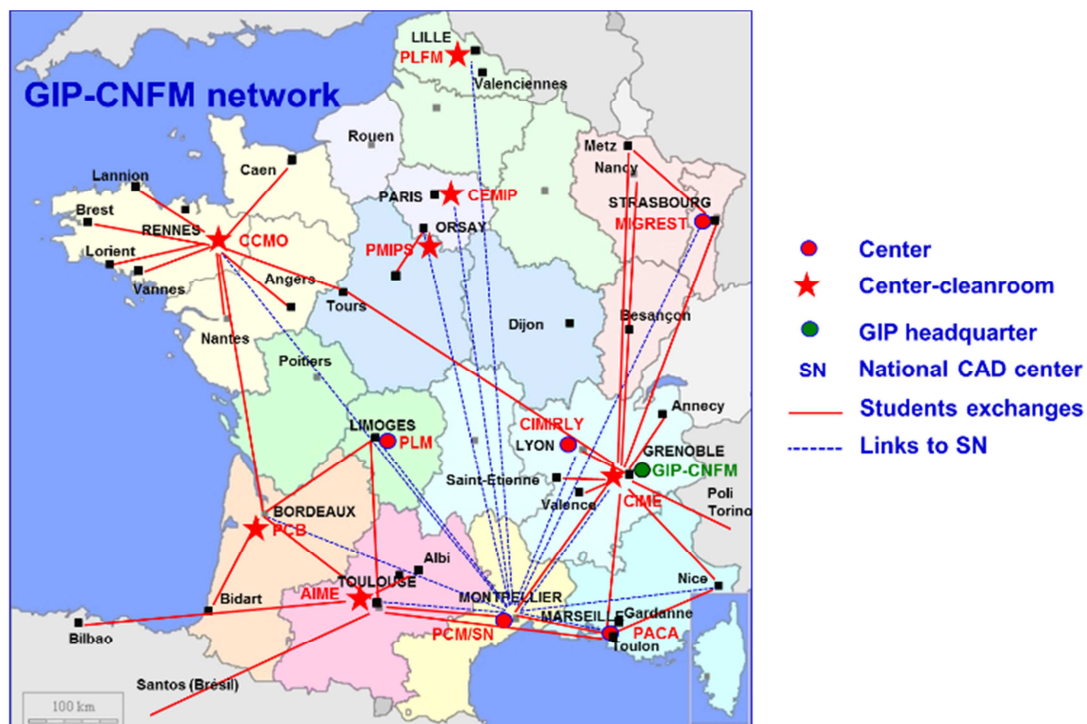 LILLE
PLFM
Valenciennes
GIP-CNFM network
Rouen
Metz
Nancy
Caen
Lannion
PARIS
CEMIP
STRASBOURG
MIGREST
Brest
RENNES
CCMO
ORSAY
PMIPS
Lorient
Vannes
Angers
Tours
Nantes
Dijon
Besançon
Poitiers
Annecy
LIMOGES
PLM
CIMIRLY
LYON
GRENOBLE
GIP-CNFM
Saint-Étienne
CIME
Valence
Poli
Torino
BORDEAUX
PCB
Albi
TOULOUSE
AIME
Nice
Bidart
MONTPELLIER
Gardanne
MARSEILLE
PCM/SN
PACA
Toulon
Bilbao
Santos (Brésil)
100 km
Center
Center-cleanroom
GIP headquarter
SN National CAD center
Students exchanges
Links to SN